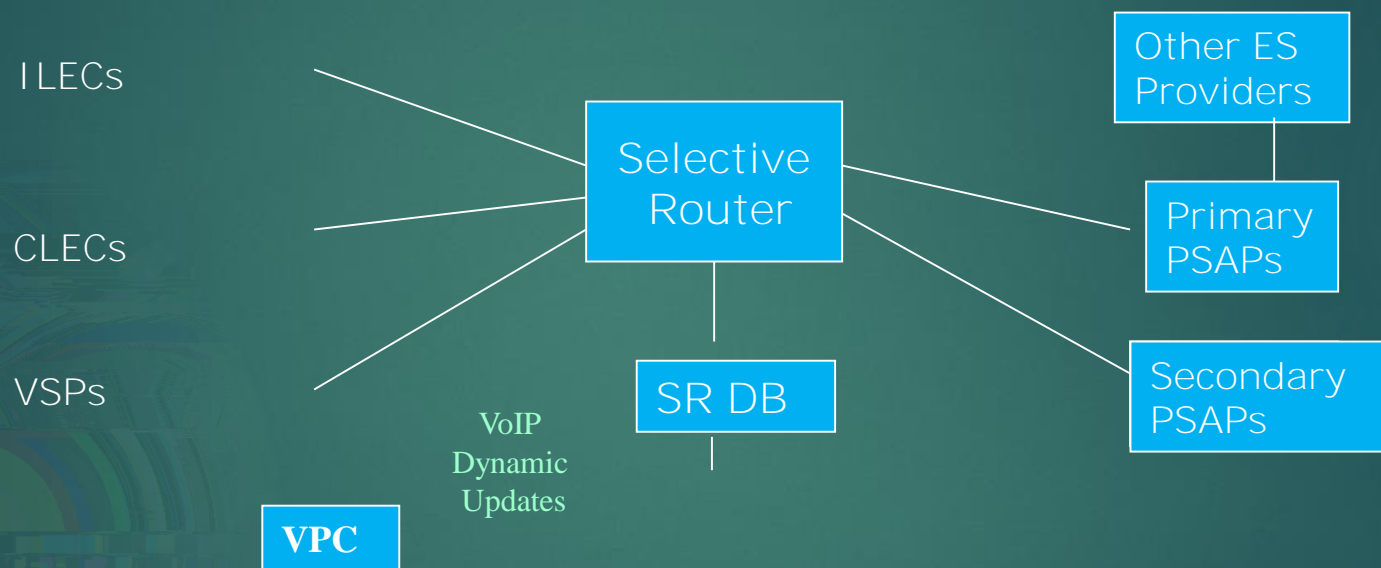 ILECs
CLECs
VSPs
Selective
Router
SR DB
VoIP
Dynamic
Updates
VPC
Other ES
Providers
Primary
PSAPs
Secondary
PSAPs